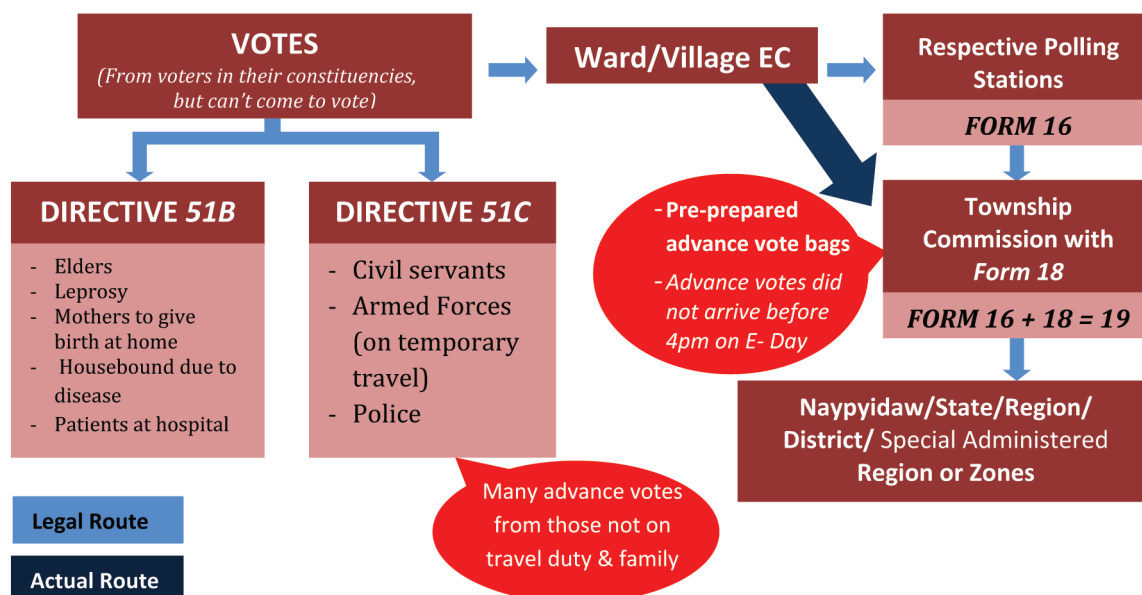 VOTES
(From voters in their constituencies,
but can't come to vote)
Ward/Village EC
Respective Polling
Stations
FORM 16
DIRECTIVE 51B
- Elders
- Leprosy
- Mothers to give
birth at home
- Housebound due to
disease
- Patients at hospital
DIRECTIVE 51C
- Civil servants
- Armed Forces
(on temporary
travel)
- Police
- Pre-prepared
advance vote bags
- Advance votes did
not arrive before
4pm on E- Day
Township
Commission with
Form 18
FORM 16 + 18 = 19
Naypyidaw/State/Region/
District/ Special Administered
Region or Zones
Many advance votes
from those not on
travel duty & family
Legal Route
Actual Route